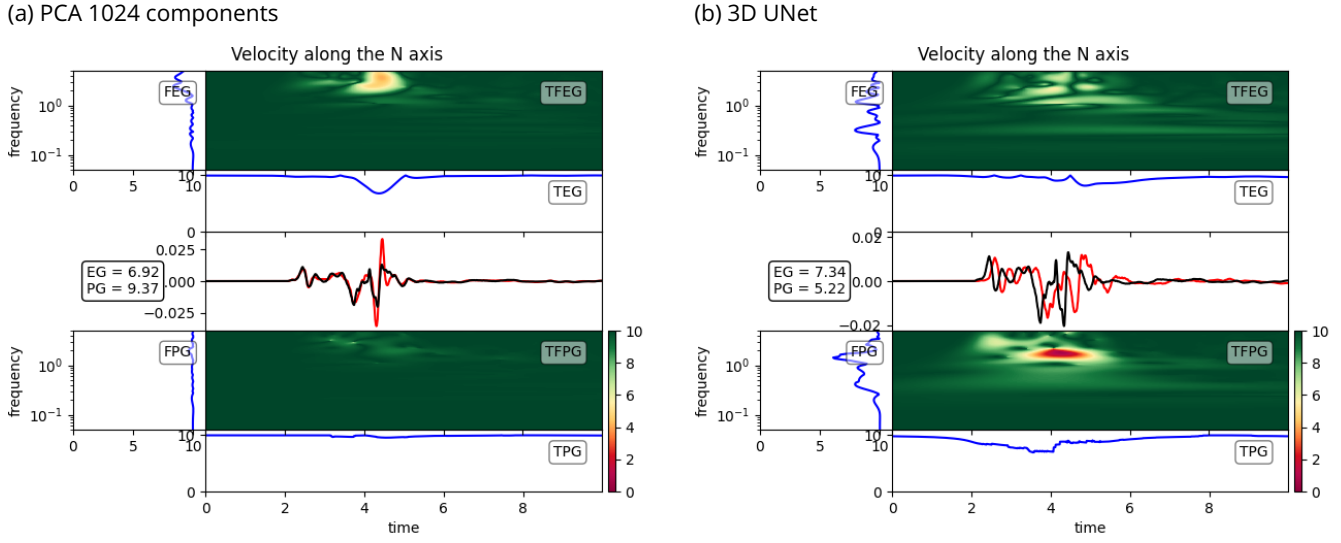 (a) PCA 1024 components
Velocity along the N axis
frequency
10⁰
10⁻¹
FEG
TFEG
0
5
10
10
TEG
0
0.025
0.000
−0.025
EG = 6.92
PG = 9.37
frequency
10⁰
10⁻¹
FPG
TFPG
10
8
6
4
2
0
0
5
10
10
TPG
0
0
2
4
6
8
time
(b) 3D UNet
Velocity along the N axis
frequency
10⁰
10⁻¹
FEG
TFEG
0
5
10
10
TEG
0
0.02
0.00
−0.02
EG = 7.34
PG = 5.22
frequency
10⁰
10⁻¹
FPG
TFPG
10
8
6
4
2
0
0
5
10
10
TPG
0
0
2
4
6
8
time